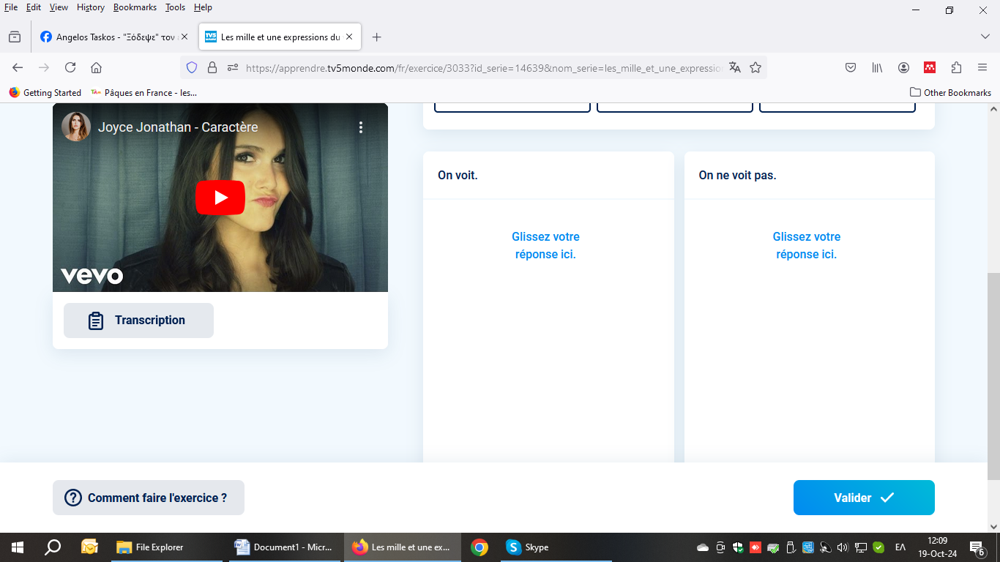 File Edit View History Bookmarks Tools Help
Angelos Taskos - "Ξόδεψε" τον
TV5
Les mille et une expressions du
https://apprendre.tv5monde.com/fr/exercice/3033?id_serie=14639&nom_serie=les_mille_et_une_expression
Getting Started
Pâques en France - les...
Other Bookmarks
Joyce Jonathan - Caractère
vevo
Transcription
On voit.
Glissez votre
réponse ici.
On ne voit pas.
Glissez votre
réponse ici.
Comment faire l'exercice ?
Valider
File Explorer
Document1 - Micr...
Les mille et une ex...
Skype
ΕΛ
12:09
19-Oct-24
6